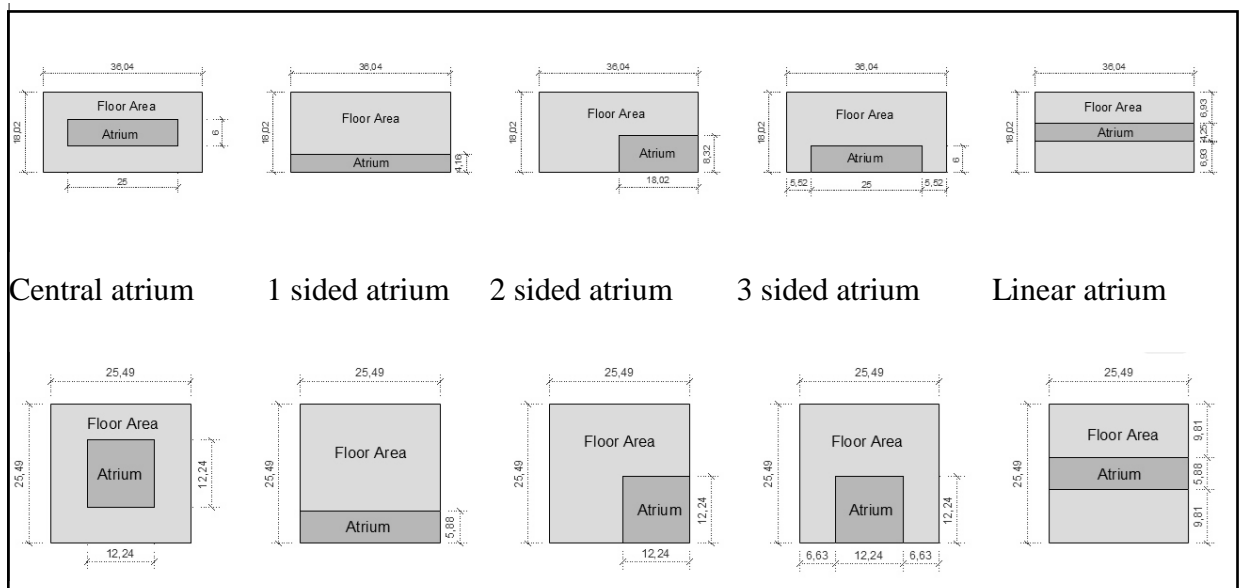 36,04 36,04 36,04 36,04 36,04
18,02 Floor Area Atrium 6 25
18,02 Floor Area Atrium 4,16
18,02 Floor Area Atrium 8,32 18,02
18,02 Floor Area Atrium 6 5,52 25 5,52
18,02 Floor Area Atrium 6,93 4,25 6,93
Central atrium 1 sided atrium 2 sided atrium 3 sided atrium Linear atrium
25,49 25,49 25,49 25,49 25,49
25,49 Floor Area Atrium 12,24 12,24
25,49 Floor Area Atrium 5,88
25,49 Floor Area Atrium 12,24 12,24
25,49 Floor Area Atrium 12,24 6,63 12,24 6,63
25,49 Floor Area Atrium 9,81 5,88 9,81